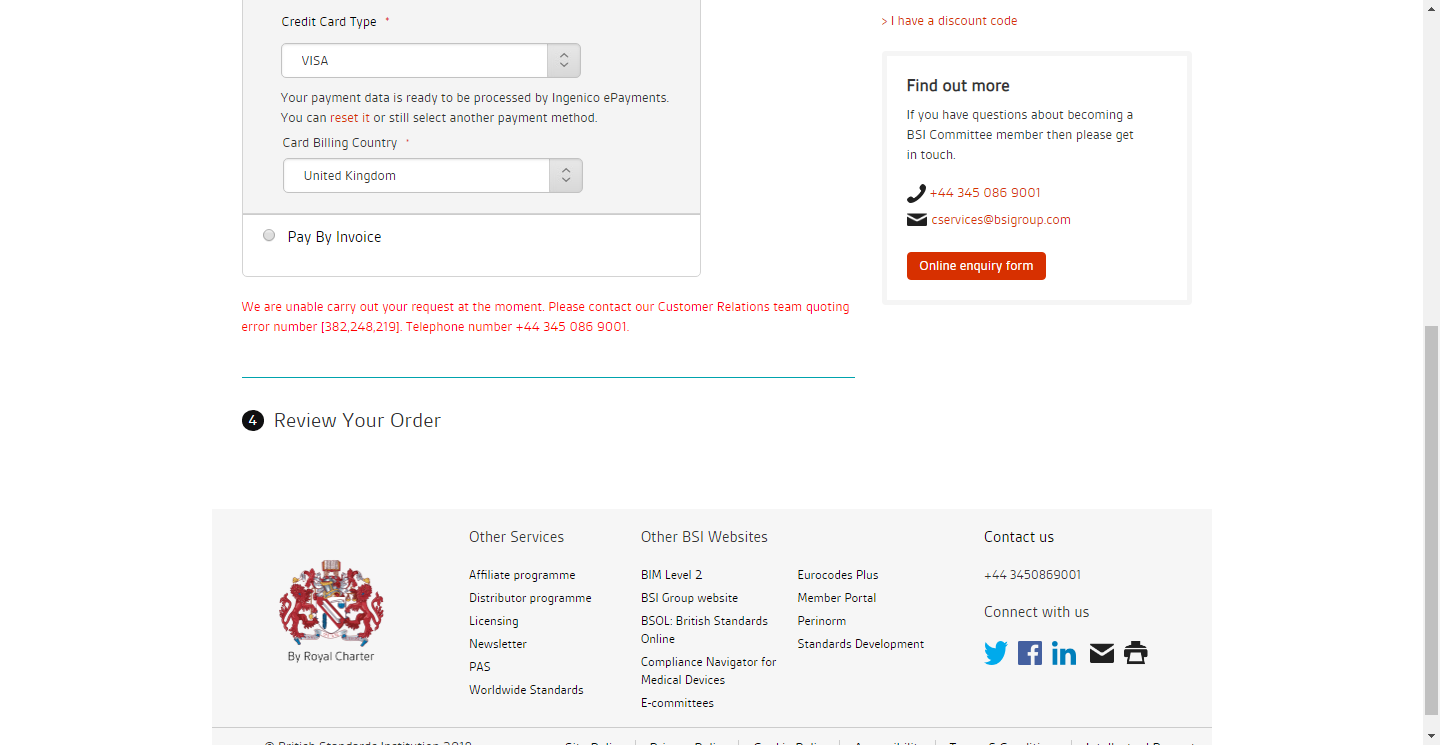 Credit Card Type *
VISA
Your payment data is ready to be processed by Ingenico ePayments.
You can reset it or still select another payment method.
Card Billing Country *
United Kingdom
Pay By Invoice
We are unable carry out your request at the moment. Please contact our Customer Relations team quoting
error number [382,248,219]. Telephone number +44 345 086 9001.
> I have a discount code
Find out more
If you have questions about becoming a
BSI Committee member then please get
in touch.
+44 345 086 9001
cservices@bsigroup.com
Online enquiry form
4 Review Your Order
By Royal Charter
Other Services
Affiliate programme
Distributor programme
Licensing
Newsletter
PAS
Worldwide Standards
Other BSI Websites
BIM Level 2
BSI Group website
BSOL: British Standards
Online
Compliance Navigator for
Medical Devices
E-committees
Eurocodes Plus
Member Portal
Perinorm
Standards Development
Contact us
+44 3450869001
Connect with us
© British Standards Institution 2018